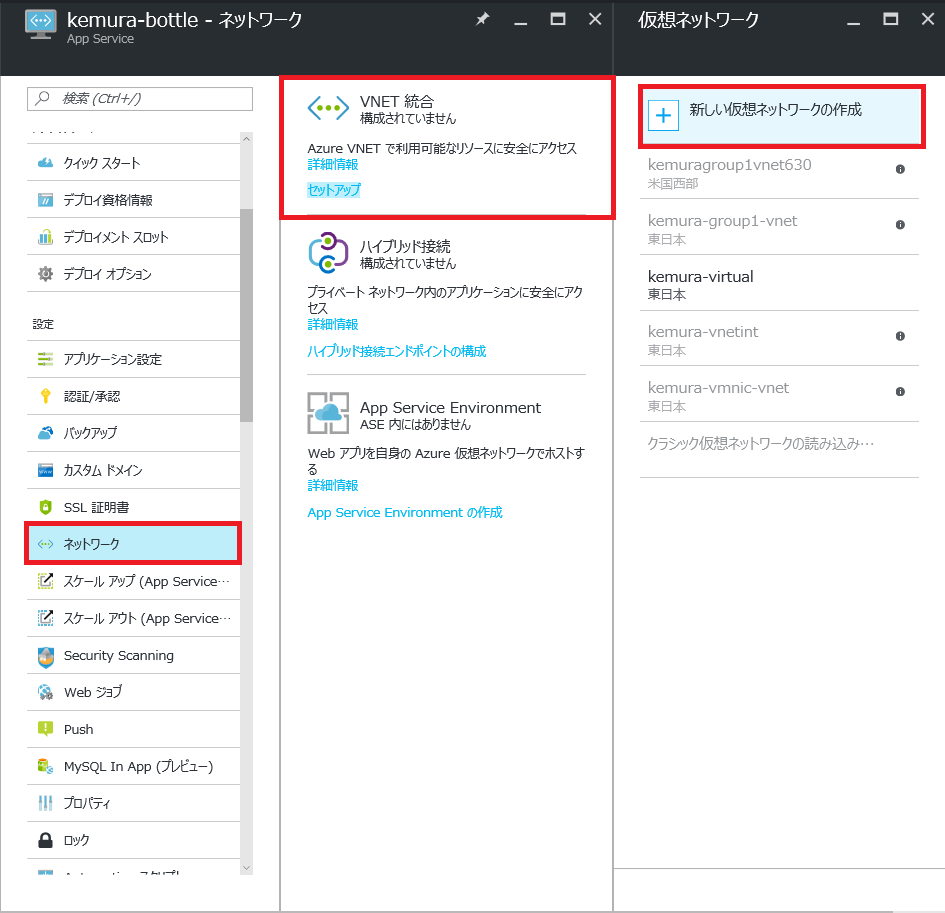 kemura-bottle - ネットワーク
App Service
検索 (Ctrl+/)
クイック スタート
デプロイ資格情報
デプロイメント スロット
デプロイ オプション
設定
アプリケーション設定
認証/承認
バックアップ
カスタム ドメイン
SSL 証明書
ネットワーク
スケール アップ (App Service…
スケール アウト (App Service…
Security Scanning
Web ジョブ
Push
MySQL In App (プレビュー)
プロパティ
ロック
VNET 統合
構成されていません
Azure VNET で利用可能なリソースに安全にアクセス
詳細情報
セットアップ
ハイブリッド接続
構成されていません
プライベート ネットワーク内のアプリケーションに安全にアク
セス
詳細情報
ハイブリッド接続エンドポイントの構成
App Service Environment
ASE 内にはありません
Web アプリを自身の Azure 仮想ネットワークでホストす
る
詳細情報
App Service Environment の作成
仮想ネットワーク
新しい仮想ネットワークの作成
kemuragroup1vnet630
米国西部
kemura-group1-vnet
東日本
kemura-virtual
東日本
kemura-vnetint
東日本
kemura-vmnic-vnet
東日本
クラシック仮想ネットワークの読み込み…